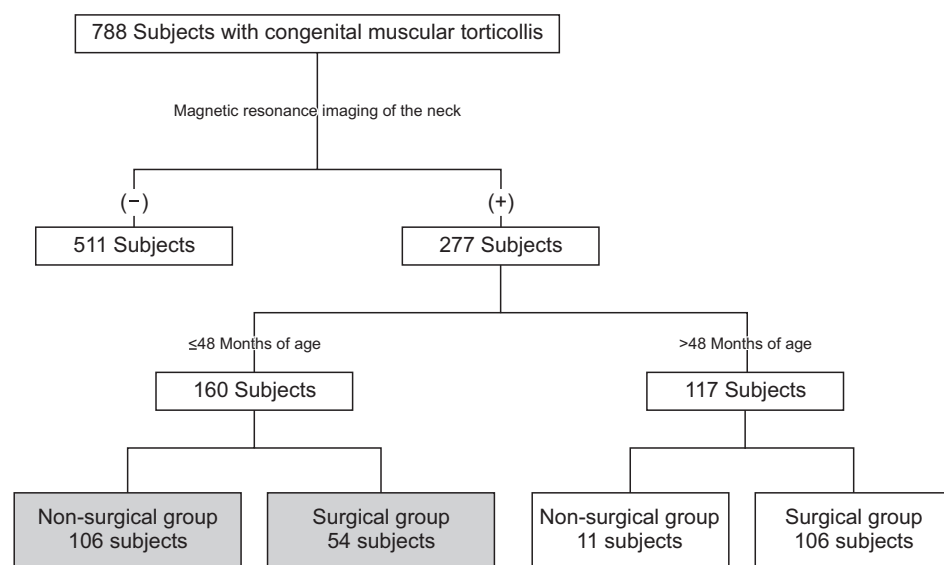 788 Subjects with congenital muscular torticollis
Magnetic resonance imaging of the neck
(−)
(+)
511 Subjects
277 Subjects
≤48 Months of age
>48 Months of age
160 Subjects
117 Subjects
Non-surgical group
106 subjects
Surgical group
54 subjects
Non-surgical group
11 subjects
Surgical group
106 subjects